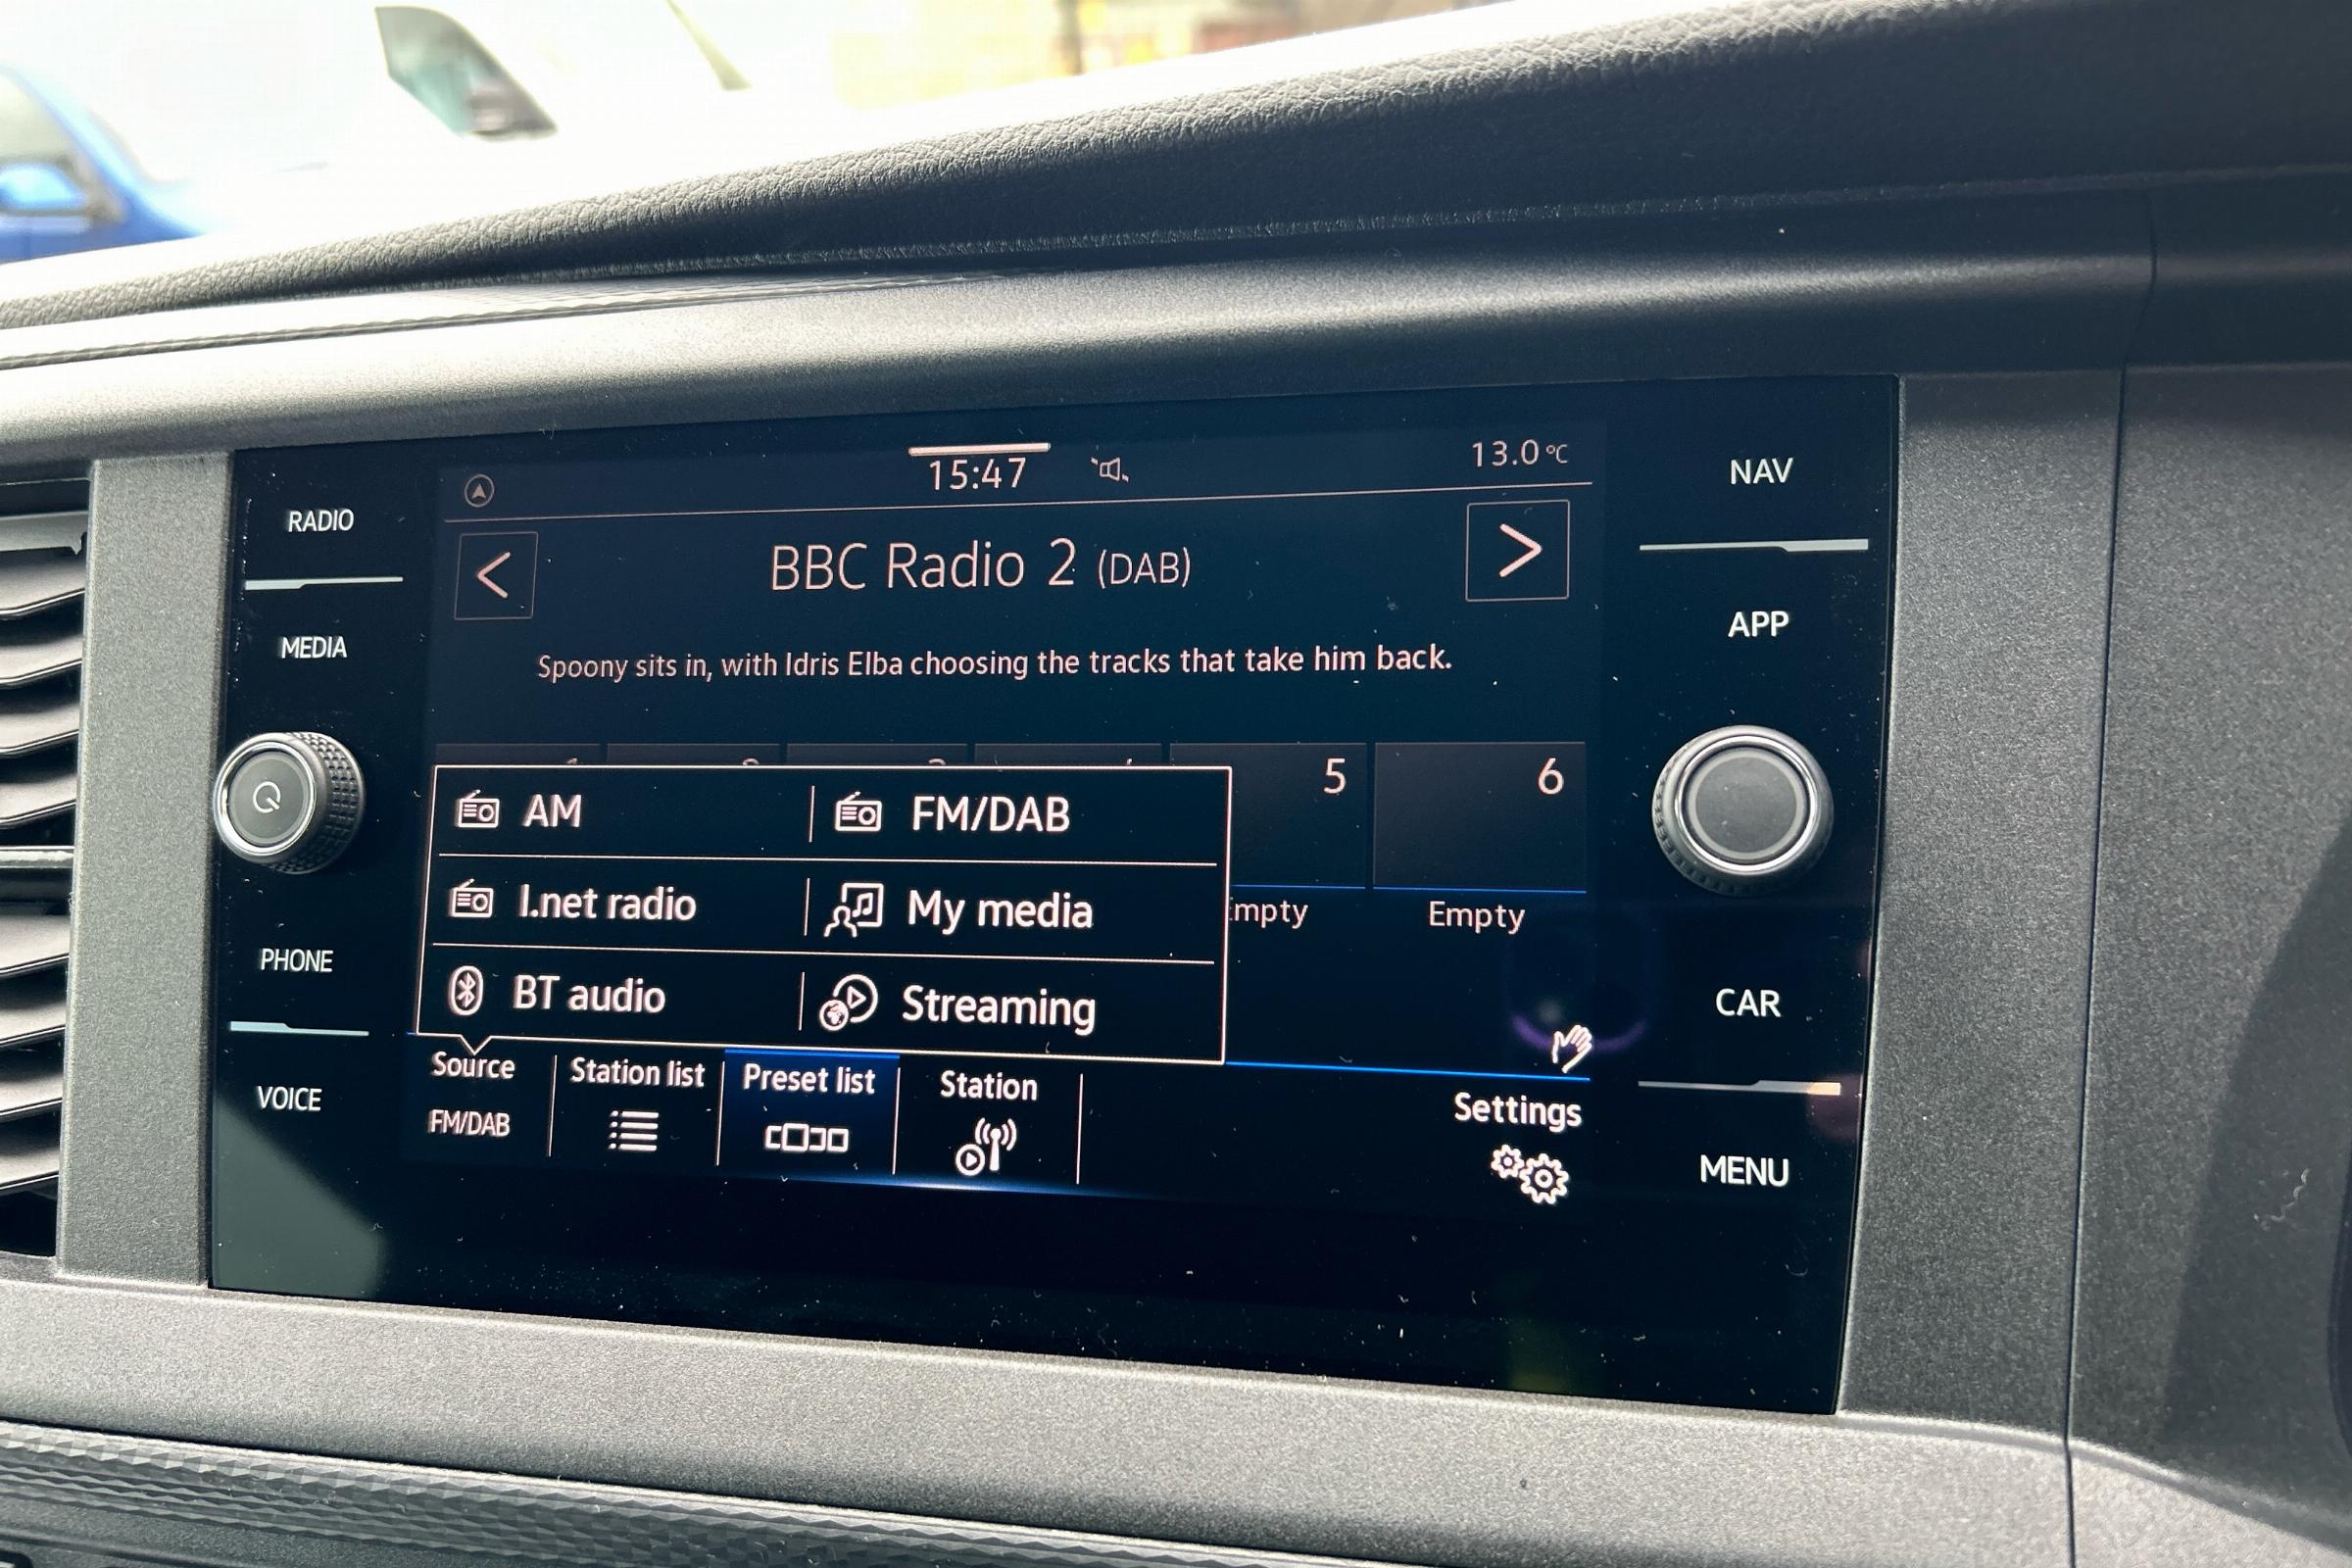 RADIO
MEDIA
PHONE
VOICE
15:47
13.0 °C
BBC Radio 2 (DAB)
Spoony sits in, with Idris Elba choosing the tracks that take him back.
5
6
AM
FM/DAB
I.net radio
My media
mpty
Empty
BT audio
Streaming
Source
FM/DAB
Station list
Preset list
Station
Settings
NAV
APP
CAR
MENU